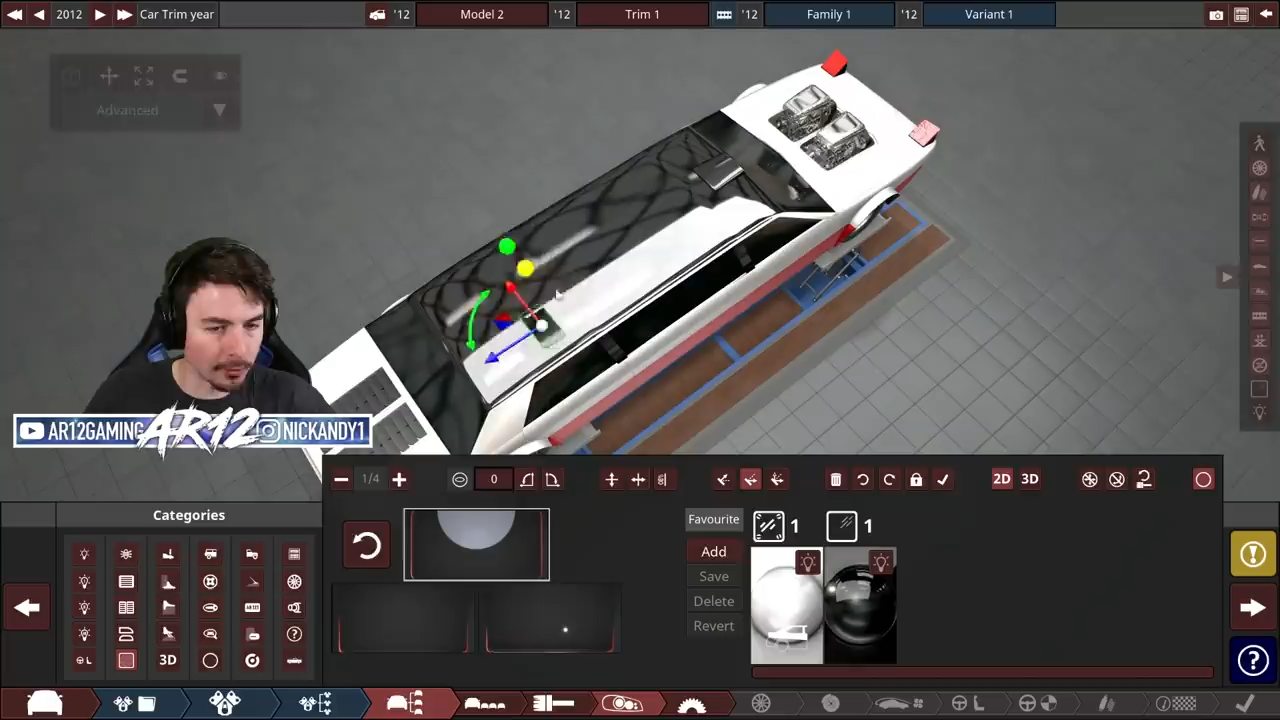 2012 Car Trim year '12 Model 2 '12 Trim 1 '12 Family 1 '12 Variant 1
Advanced
AR12GAMING AR12 NICKANDY1
1/4 0 2D 3D
Categories
Favourite 1 1
Add
Save
Delete
Revert
L 3D